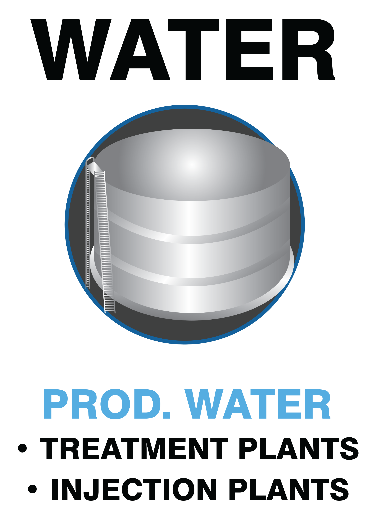 WATER
PROD. WATER
• TREATMENT PLANTS
• INJECTION PLANTS